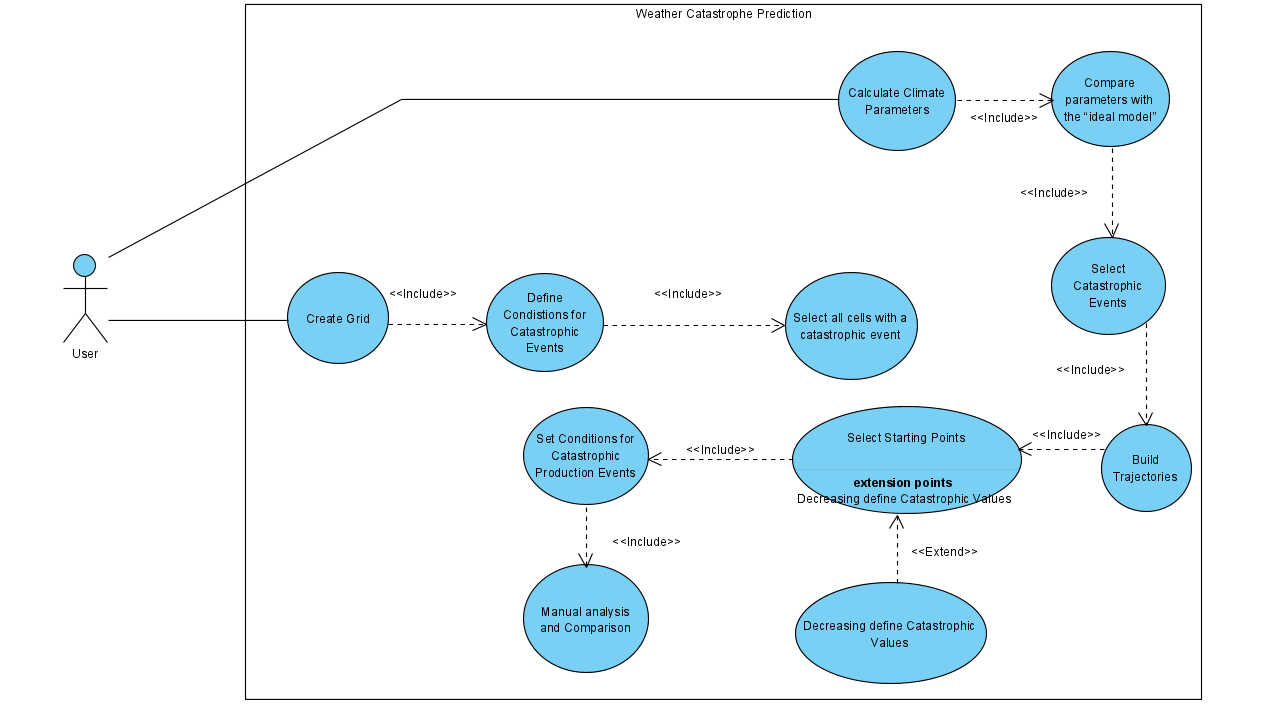 Weather Catastrophe Prediction
Calculate Climate
Parameters
<<Include>>
Compare
parameters with
the “ideal model”
<<Include>>
Select
Catastrophic
Events
User
Create Grid
<<Include>>
Define
Condistions for
Catastrophic
Events
<<Include>>
Select all cells with a
catastrophic event
<<Include>>
Build
Trajectories
<<Include>>
Select Starting Points
extension points
Decreasing define Catastrophic Values
<<Include>>
Set Conditions for
Catastrophic
Production Events
<<Include>>
Manual analysis
and Comparison
<<Extend>>
Decreasing define Catastrophic
Values